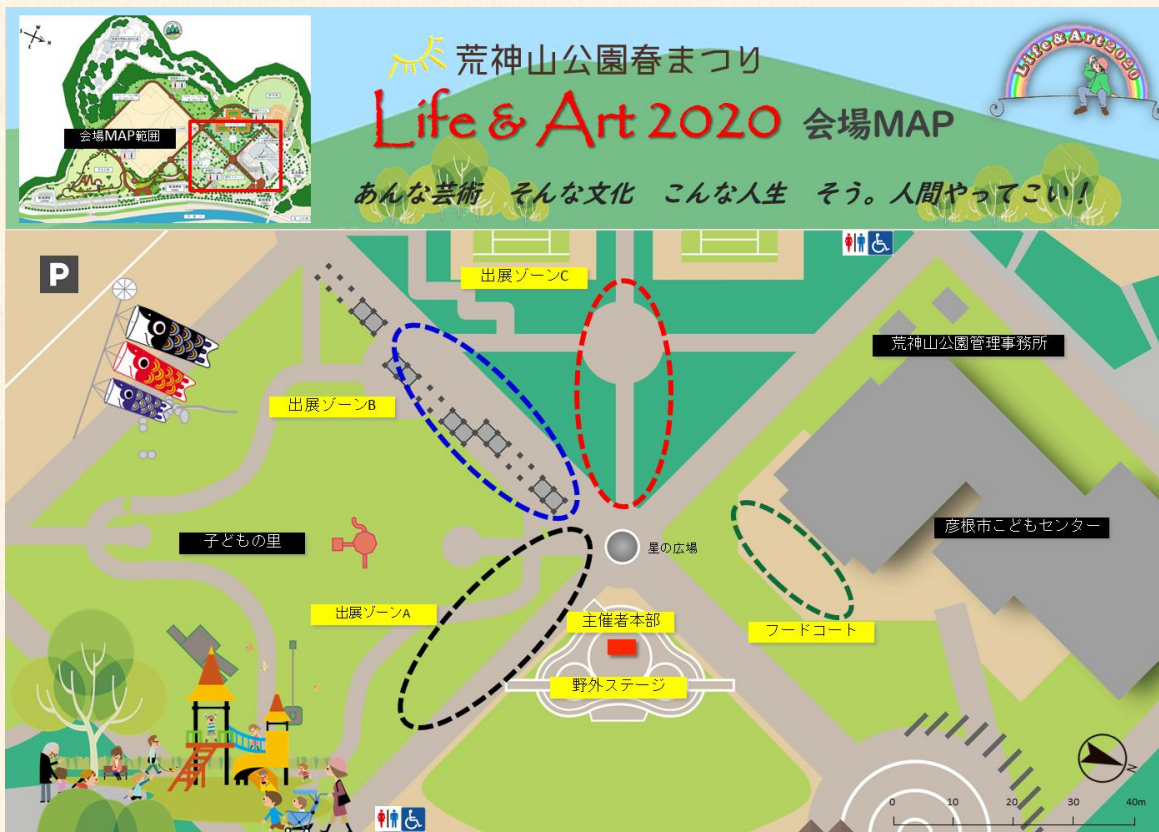 荒神山公園春まつり
Life & Art 2020 会場MAP
あんな芸術 そんな文化 こんな人生 そう。人間やってこい!
Life & Art 2020
会場MAP範囲
P
出展ゾーンC
荒神山公園管理事務所
出展ゾーンB
彦根市こどもセンター
子どもの里
星の広場
出展ゾーンA
主催者本部
フードコート
野外ステージ
N
0 10 20 30 40m